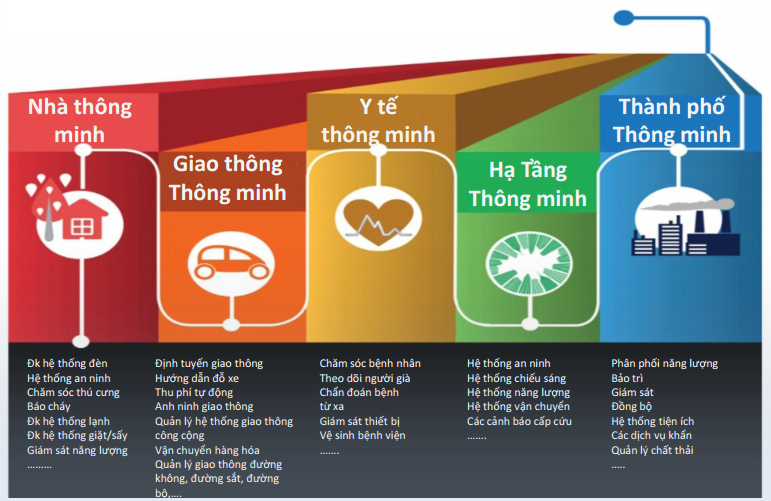 Nhà thông
minh
Giao thông
Thông minh
Y tế
thông minh
Hạ Tầng
Thông minh
Thành phố
Thông minh
Đk hệ thống đèn
Hệ thống an ninh
Chăm sóc thú cưng
Báo cháy
Đk hệ thống lạnh
Đk hệ thống giặt/sấy
Giám sát năng lượng
.........
Định tuyến giao thông
Hướng dẫn đỗ xe
Thu phí tự động
An ninh giao thông
Quản lý hệ thống giao thông
công cộng
Vận chuyển hàng hóa
Quản lý giao thông đường
không, đường sắt, đường
bộ,....
Chăm sóc bệnh nhân
Theo dõi người già
Chẩn đoán bệnh
từ xa
Giám sát thiết bị
Vệ sinh bệnh viện
.......
Hệ thống an ninh
Hệ thống chiếu sáng
Hệ thống năng lượng
Hệ thống vận chuyển
Các cảnh báo cấp cứu
.......
Phân phối năng lượng
Bảo trì
Giám sát
Đồng bộ
Hệ thống tiện ích
Các dịch vụ khẩn
Quản lý chất thải
.....